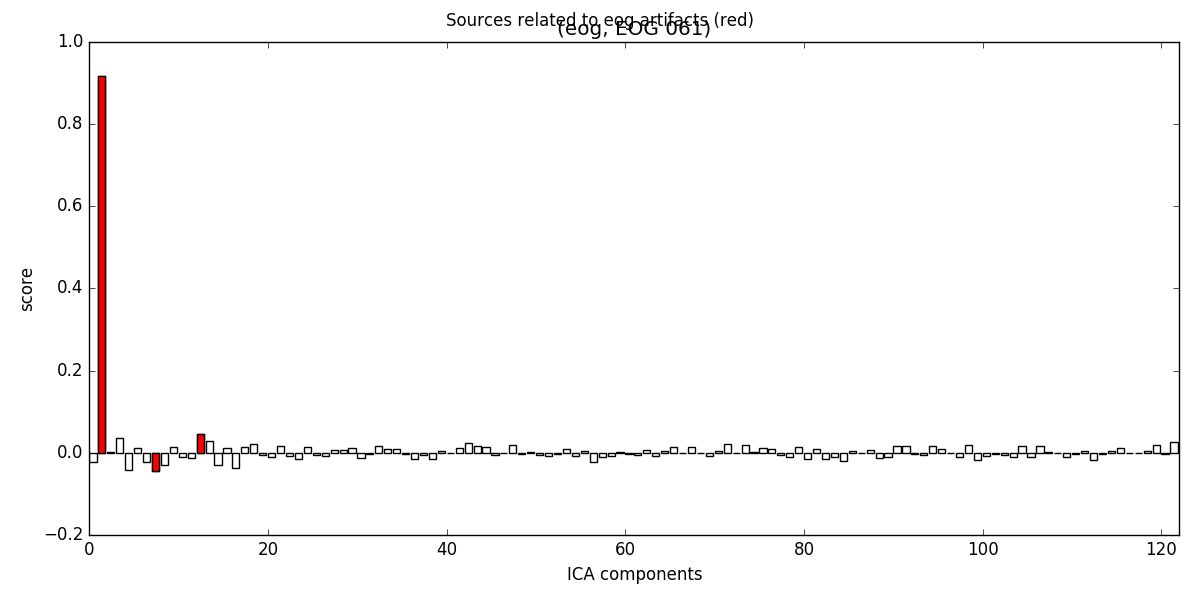 Sources related to eog artifacts (red)
(eog, EOG 061)
1.0
0.8
0.6
score
0.4
0.2
0.0
−0.2
0 20 40 60 80 100 120
ICA components